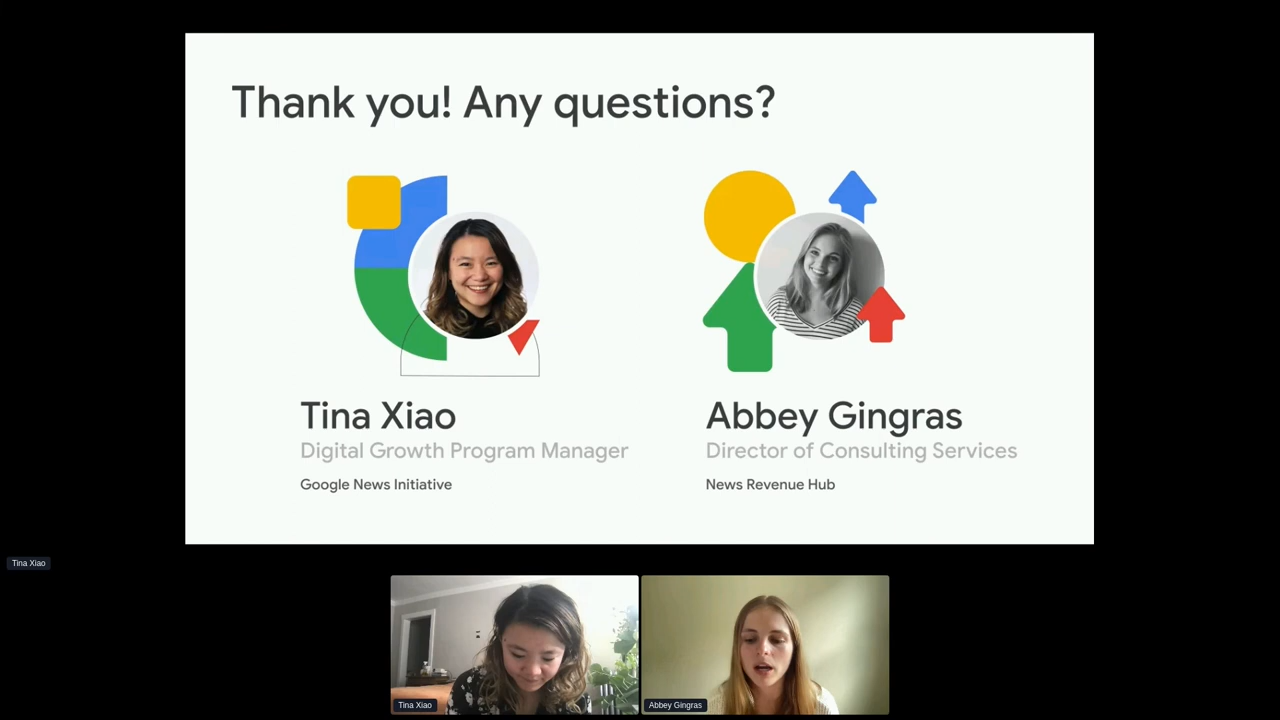 Thank you! Any questions?
Tina Xiao
Digital Growth Program Manager
Google News Initiative
Abbey Gingras
Director of Consulting Services
News Revenue Hub
Tina Xiao
Tina Xiao
Abbey Gingras